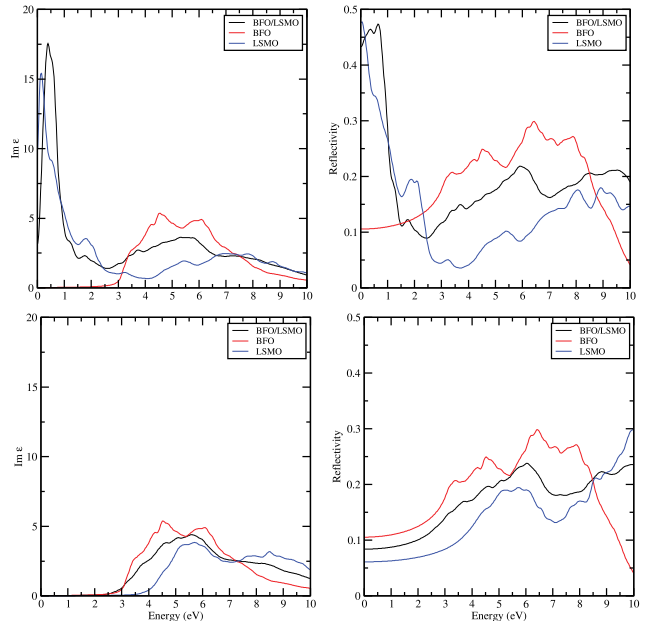 20
15
10
5
0
Im ε
BFO/LSMO
BFO
LSMO
0 1 2 3 4 5 6 7 8 9 10
0.5
0.4
0.3
0.2
0.1
0
Reflectivity
BFO/LSMO
BFO
LSMO
0 1 2 3 4 5 6 7 8 9 10
20
15
10
5
0
Im ε
BFO/LSMO
BFO
LSMO
0 1 2 3 4 5 6 7 8 9 10
Energy (eV)
0.5
0.4
0.3
0.2
0.1
0
Reflectivity
BFO/LSMO
BFO
LSMO
0 1 2 3 4 5 6 7 8 9 10
Energy (eV)